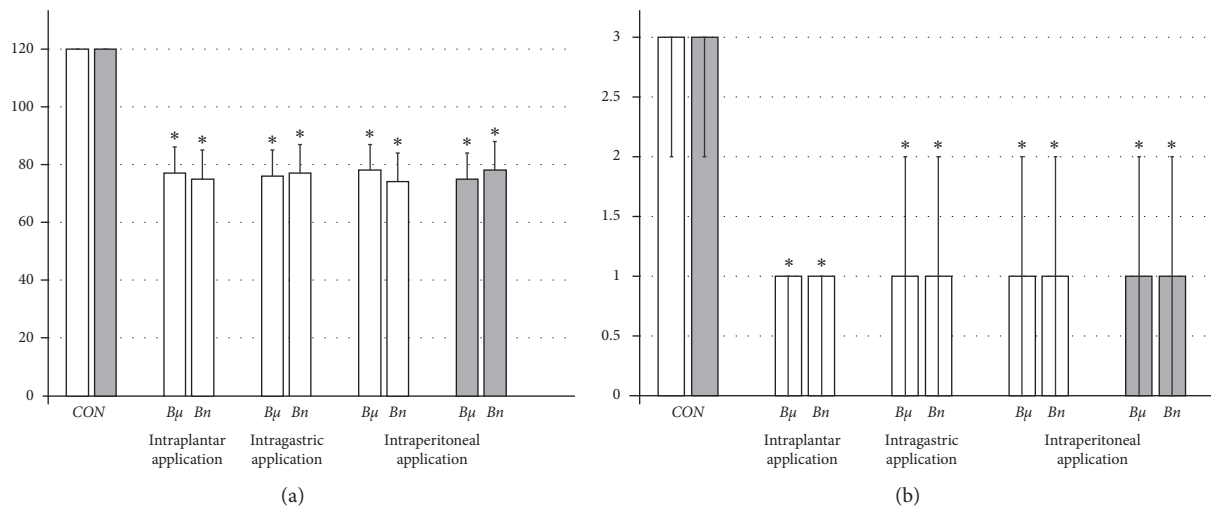 120
100
80
60
40
20
0
* * * * * * * *
CON Bμ Bn Bμ Bn Bμ Bn Bμ Bn
Intraplantar Intragastric Intraperitoneal
application application application
(a)
3
2.5
2
1.5
1
0.5
0
* * * * * * * *
CON Bμ Bn Bμ Bn Bμ Bn Bμ Bn
Intraplantar Intragastric Intraperitoneal
application application application
(b)